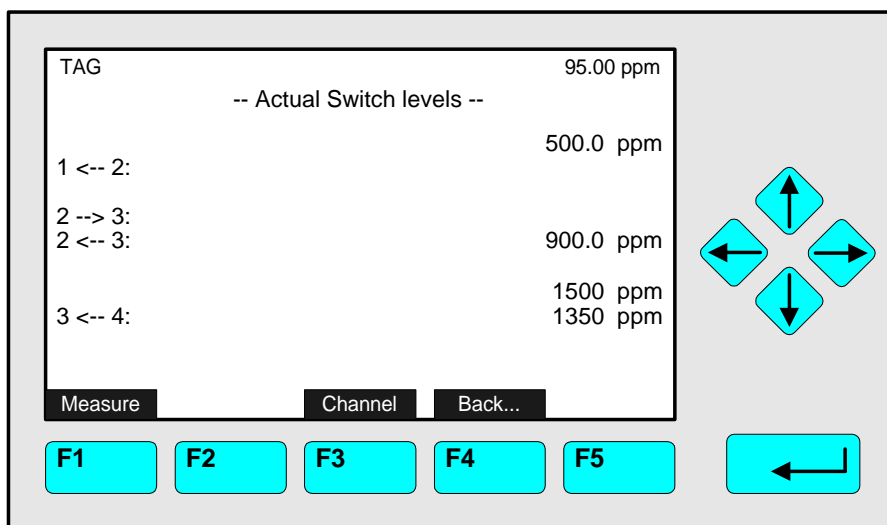 TAG 95.00 ppm
-- Actual Switch levels --
500.0 ppm
1 <-- 2:
2 --> 3:
2 <-- 3: 900.0 ppm
1500 ppm
3 <-- 4: 1350 ppm
Measure Channel Back...
F1 F2 F3 F4 F5